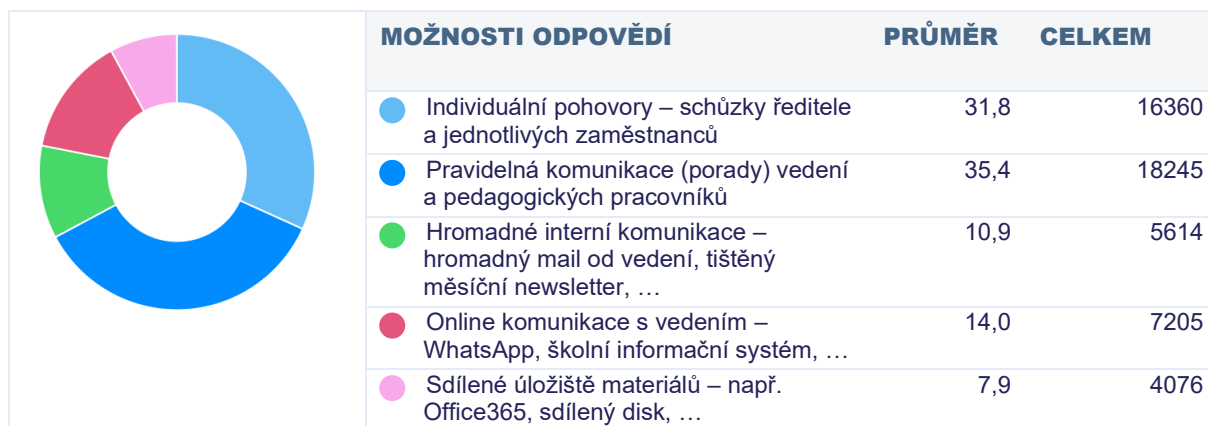 MOŽNOSTI ODPOVĚDÍ PRŮMĚR CELKEM
Individuální pohovory – schůzky ředitele 31,8 16360
a jednotlivých zaměstnanců
Pravidelná komunikace (porady) vedení 35,4 18245
a pedagogických pracovníků
Hromadné interní komunikace – 10,9 5614
hromadný mail od vedení, tištěný
měsíční newsletter, …
Online komunikace s vedením – 14,0 7205
WhatsApp, školní informační systém, …
Sdílené úložiště materiálů – např. 7,9 4076
Office365, sdílený disk, …